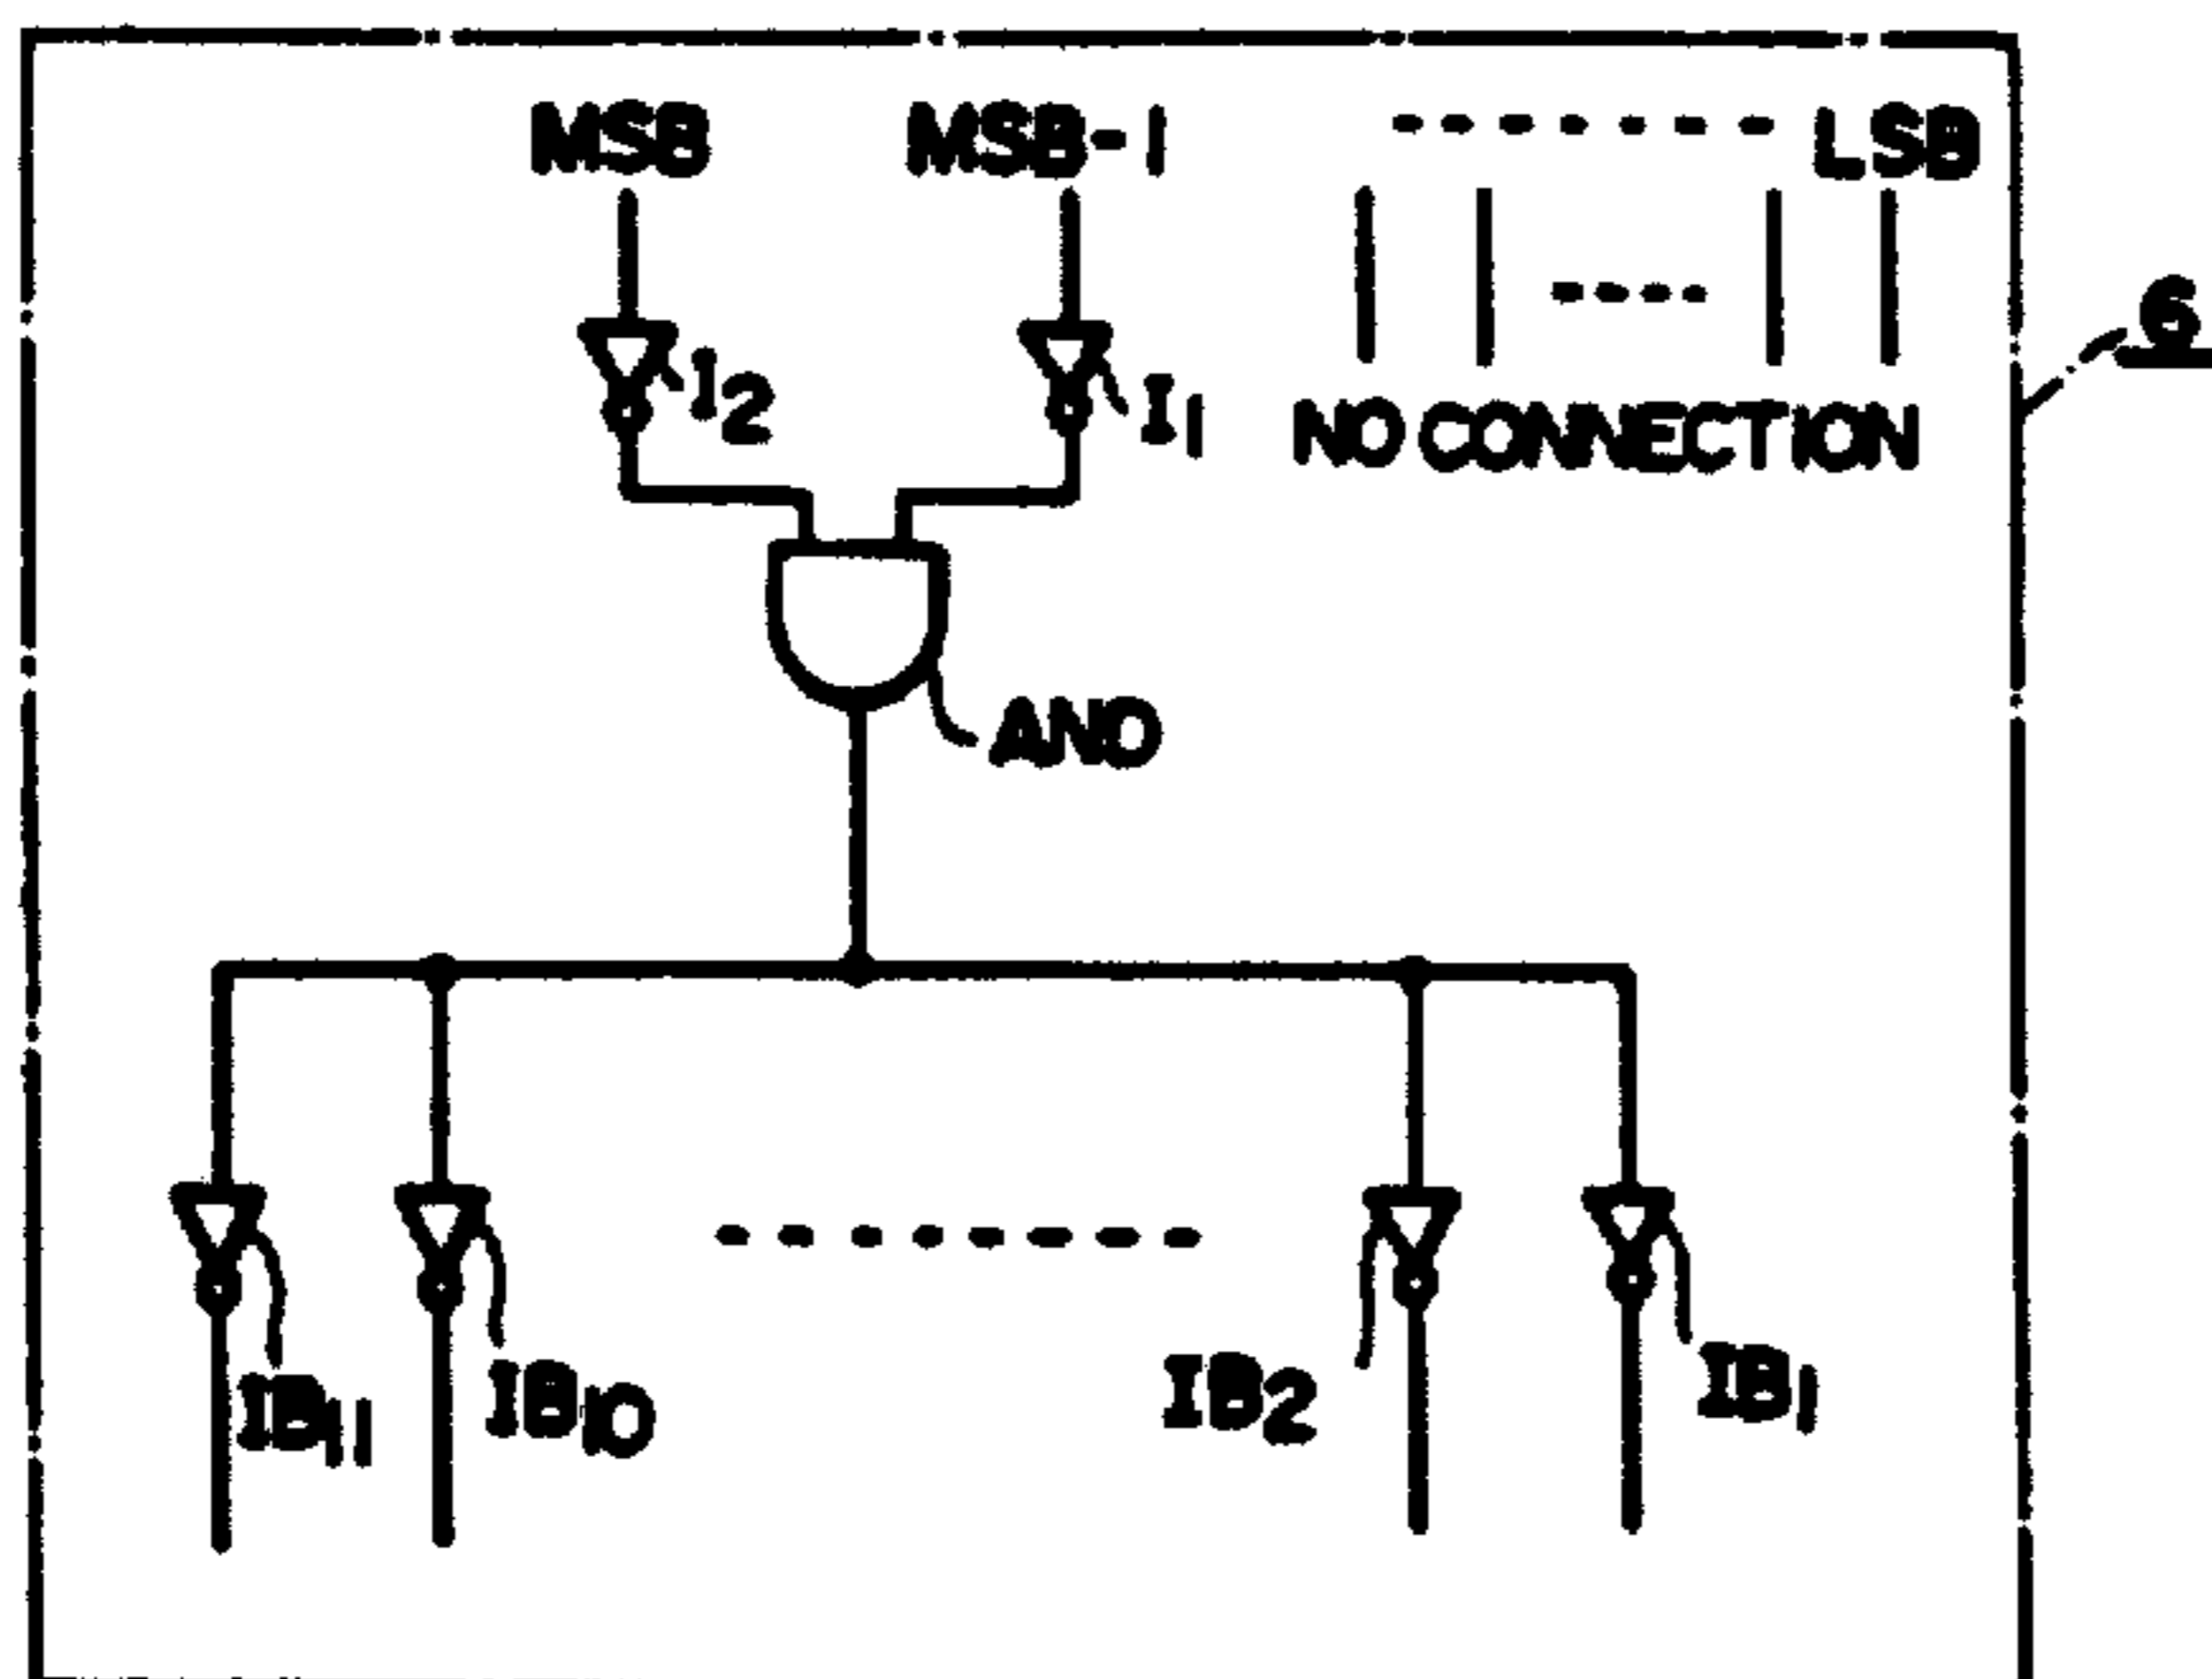 MSB MSB-1 ------- LSB
6
I2 I1
NO CONNECTION
AND
IB11 IB10 IB2 IB1